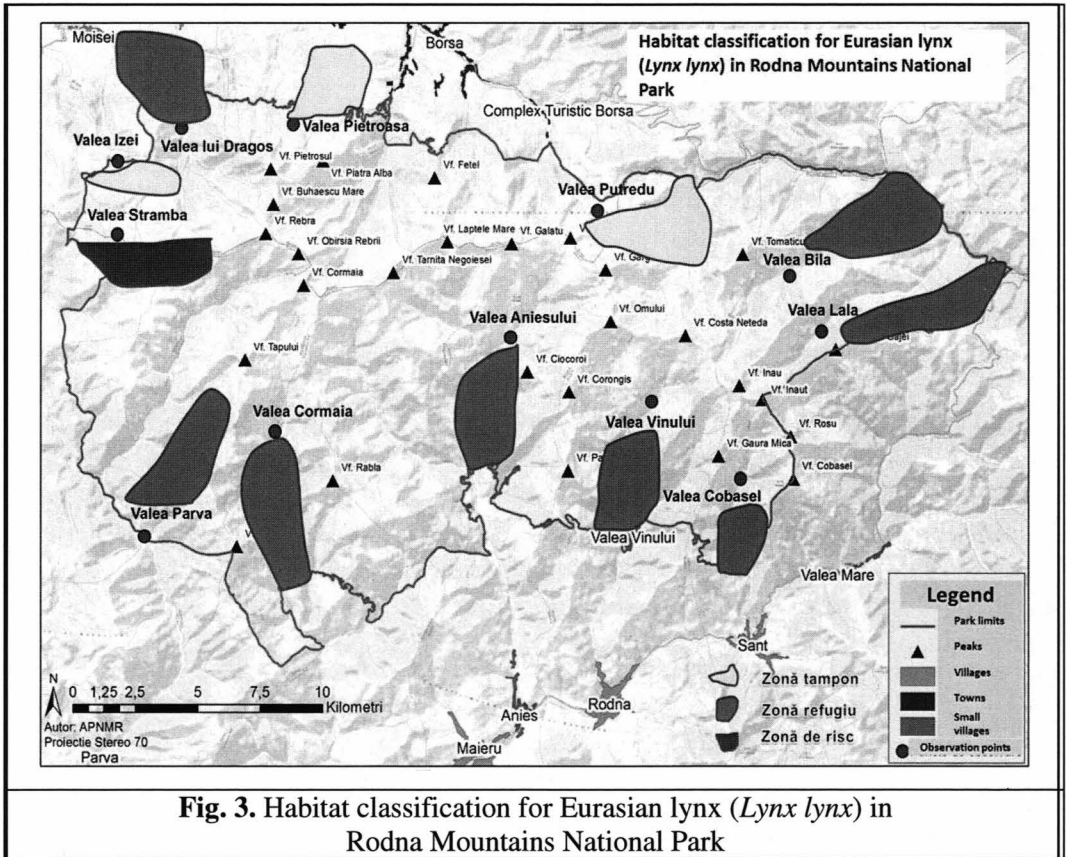 Moisei
Borsa
Habitat classification for Eurasian lynx
(Lynx lynx) in Rodna Mountains National
Park
Complex Turistic Borsa
Valea Pietroasa
Valea Izei
Valea lui Dragos
Vf. Pietrosul
Vf. Piatra Alba
Vf. Fetel
Vf. Buhaescu Mare
Valea Putredu
Valea Stramba
Vf. Rebra
Vf. Obirsia Rebrii
Vf. Laptele Mare
Vf. Galatu
Vf. Tomaticu
Vf. Cormaia
Vf. Tarnita Negoiesei
Vf. Garg
Valea Bila
Valea Aniesului
Vf. Omului
Vf. Costa Neteda
Valea Lala
Vf. Tapului
Vf. Ciocoroi
Vf. Corongis
Vf. Inau
Vf. Inaut
Valea Cormaia
Valea Vinului
Vf. Rosu
Vf. Rabla
Vf. Pa
Vf. Gaura Mica
Vf. Cobasel
Valea Cobasel
Valea Parva
V
Valea Vinului
Valea Mare
Sant
Rodna
Anies
Maieru
N
0 1,25 2,5 5 7,5 10
Kilometri
Autor: APNMR
Proiectie Stereo 70
Parva
Zonă tampon
Zonă refugiu
Zonă de risc
Legend
Park limits
Peaks
Villages
Towns
Small
villages
Observation points
Fig. 3. Habitat classification for Eurasian lynx (Lynx lynx) in
Rodna Mountains National Park